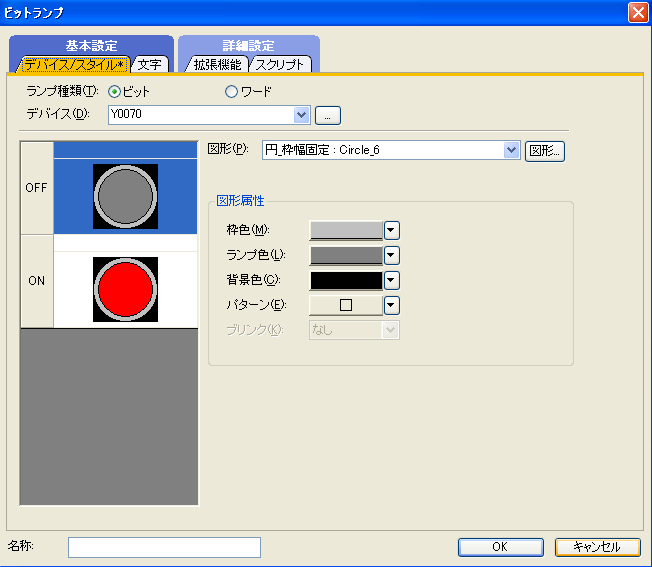 ビットランプ
基本設定 詳細設定
デバイス/スタイル* 文字 拡張機能 スクリプト
ランプ種類(T): ビット ワード
デバイス(D): Y0070 ...
図形(P): 円_枠幅固定 : Circle_6 図形...
OFF
図形属性
枠色(M):
ランプ色(L):
ON
背景色(C):
パターン(E):
ブリンク(K): なし
名称:
OK キャンセル